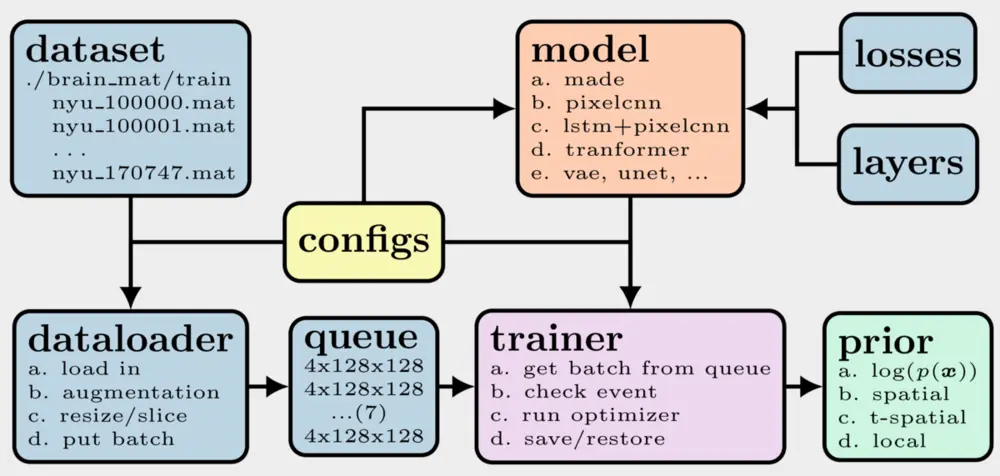 dataset
./brain_mat/train
nyu_100000.mat
nyu_100001.mat
...
nyu_170747.mat
model
a. made
b. pixelcnn
c. lstm+pixelcnn
d. tranformer
e. vae, unet, ...
losses
layers
configs
dataloader
a. load in
b. augmentation
c. resize/slice
d. put batch
queue
4x128x128
4x128x128
...(7)
4x128x128
trainer
a. get batch from queue
b. check event
c. run optimizer
d. save/restore
prior
a. log(p(x))
b. spatial
c. t-spatial
d. local